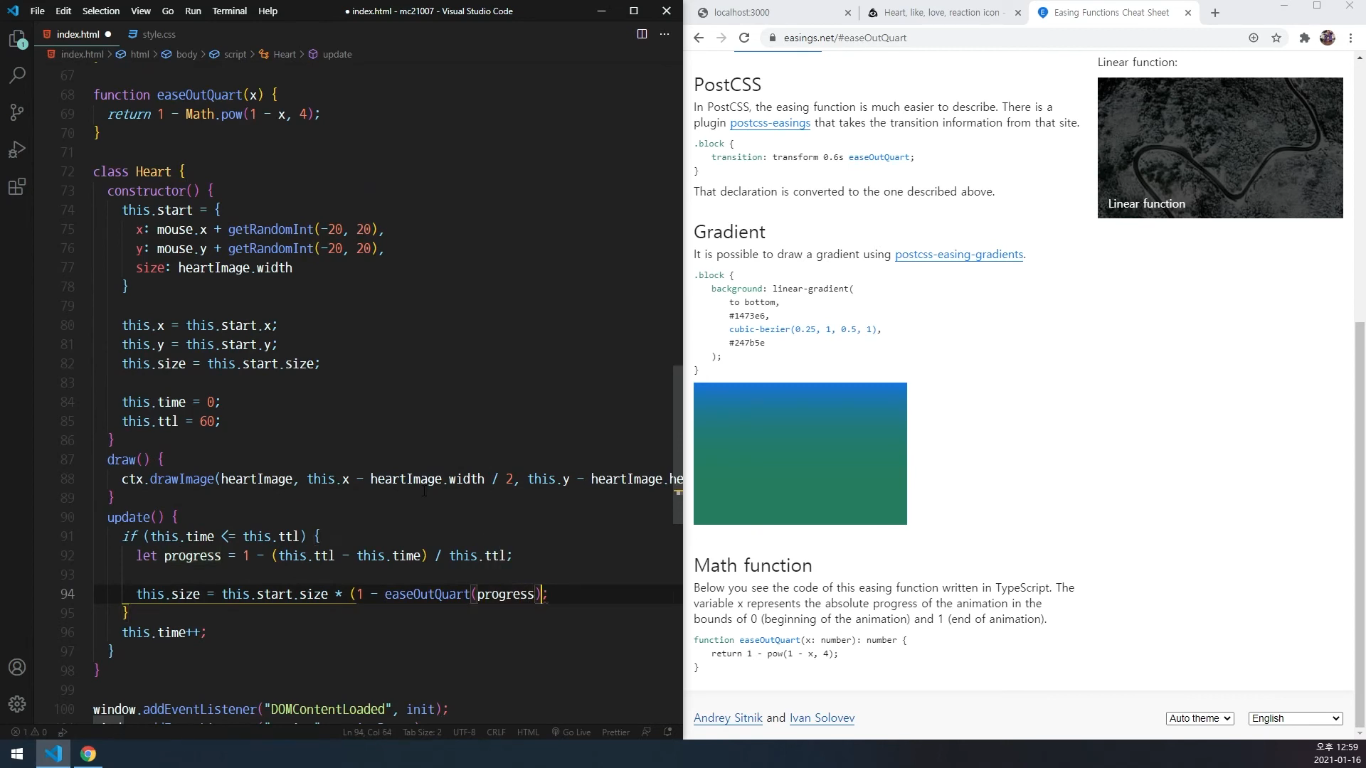 File Edit Selection View Go Run Terminal Help
● index.html - mc21007 - Visual Studio Code
index.html ●
style.css
index.html > html > body > script > Heart > update
67
68 function easeOutQuart(x) {
69 return 1 - Math.pow(1 - x, 4);
70 }
71
72 class Heart {
73 constructor() {
74 this.start = {
75 x: mouse.x + getRandomInt(-20, 20),
76 y: mouse.y + getRandomInt(-20, 20),
77 size: heartImage.width
78 }
79
80 this.x = this.start.x;
81 this.y = this.start.y;
82 this.size = this.start.size;
83
84 this.time = 0;
85 this.ttl = 60;
86 }
87 draw() {
88 ctx.drawImage(heartImage, this.x - heartImage.width / 2, this.y - heartImage.he
89 }
90 update() {
91 if (this.time <= this.ttl) {
92 let progress = 1 - (this.ttl - this.time) / this.ttl;
93
94 this.size = this.start.size * (1 - easeOutQuart(progress);
95 }
96 this.time++;
97 }
98 }
99
100 window.addEventListener("DOMContentLoaded", init);
1 0 Ln 94, Col 64 Tab Size: 2 UTF-8 CRLF HTML Go Live Prettier
localhost:3000
Heart, like, love, reaction icon -
Easing Functions Cheat Sheet
easings.net/#easeOutQuart
PostCSS
In PostCSS, the easing function is much easier to describe. There is a
plugin postcss-easings that takes the transition information from that site.
.block {
transition: transform 0.6s easeOutQuart;
}
That declaration is converted to the one described above.
Gradient
It is possible to draw a gradient using postcss-easing-gradients.
.block {
background: linear-gradient(
to bottom,
#1473e6,
cubic-bezier(0.25, 1, 0.5, 1),
#247b5e
);
}
Math function
Below you see the code of this easing function written in TypeScript. The
variable x represents the absolute progress of the animation in the
bounds of 0 (beginning of the animation) and 1 (end of animation).
function easeOutQuart(x: number): number {
return 1 - pow(1 - x, 4);
}
Linear function:
Linear function
Andrey Sitnik and Ivan Solovev
Auto theme
English
오후 12:59
2021-01-16